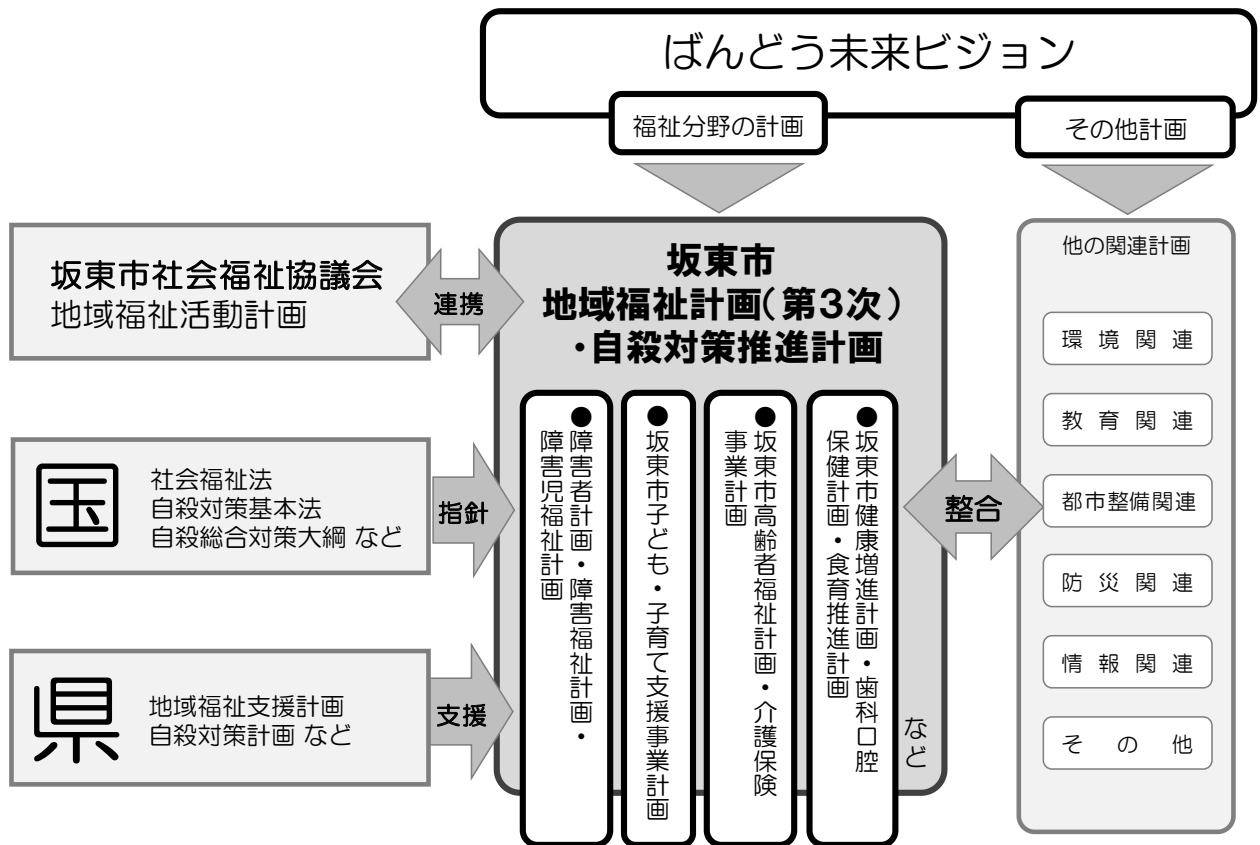 ばんどう未来ビジョン
福祉分野の計画
その他計画
坂東市社会福祉協議会
地域福祉活動計画
連携
坂東市
地域福祉計画(第3次)
・自殺対策推進計画
国
社会福祉法
自殺対策基本法
自殺総合対策大綱 など
指針
県
地域福祉支援計画
自殺対策計画 など
支援
●障害者計画・障害福祉計画・
障害児福祉計画
●坂東市子ども・子育て支援事業計画
●坂東市高齢者福祉計画・介護保険
事業計画
●坂東市健康増進計画・歯科口腔
保健計画・食育推進計画
など
整合
他の関連計画
環境関連
教育関連
都市整備関連
防災関連
情報関連
その他